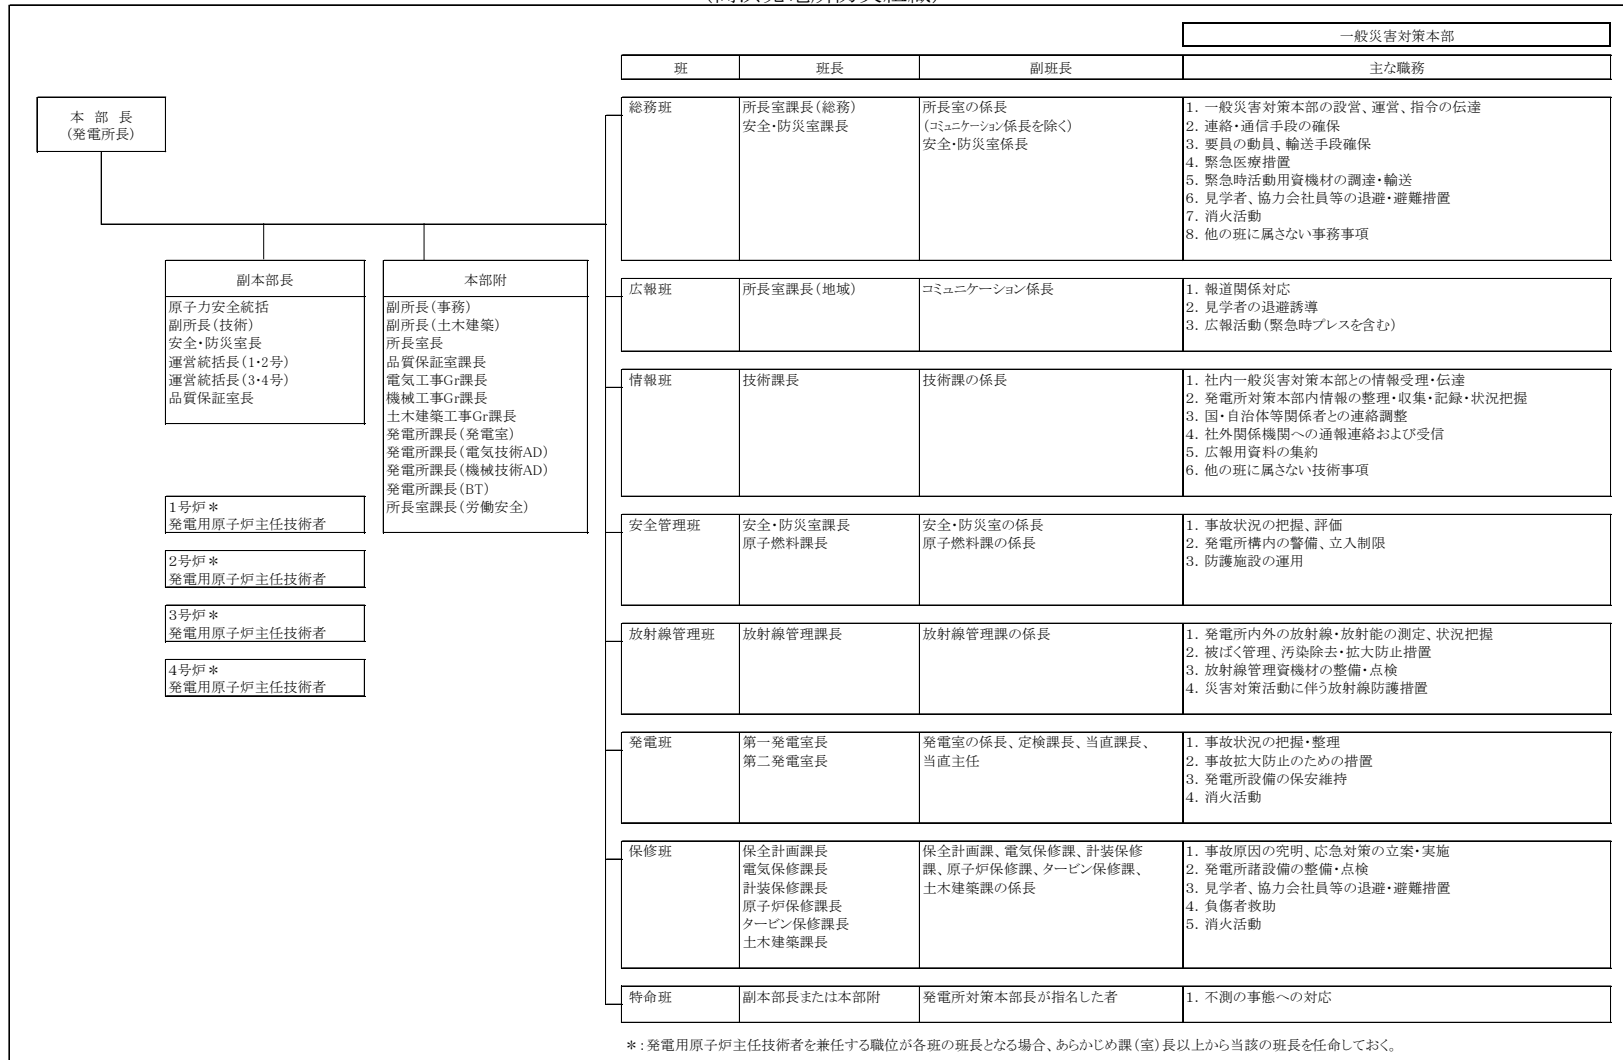 一般災害対策本部
班 班長 副班長 主な職務
本 部 長
(発電所長)
副本部長
原子力安全統括
副所長(技術)
安全・防災室長
運営統括長(1・2号)
運営統括長(3・4号)
品質保証室長
本部附
副所長(事務)
副所長(土木建築)
所長室長
品質保証室課長
電気工事Gr課長
機械工事Gr課長
土木建築工事Gr課長
発電所課長(発電室)
発電所課長(電気技術AD)
発電所課長(機械技術AD)
発電所課長(BT)
所長室課長(労働安全)
1号炉*
発電用原子炉主任技術者
2号炉*
発電用原子炉主任技術者
3号炉*
発電用原子炉主任技術者
4号炉*
発電用原子炉主任技術者
総務班
所長室課長(総務)
安全・防災室課長
所長室の係長
(コミュニケーション係長を除く)
安全・防災室係長
1. 一般災害対策本部の設営、運営、指令の伝達
2. 連絡・通信手段の確保
3. 要員の動員、輸送手段確保
4. 緊急医療措置
5. 緊急時活動用資機材の調達・輸送
6. 見学者、協力会社員等の退避・避難措置
7. 消火活動
8. 他の班に属さない事務事項
広報班
所長室課長(地域)
コミュニケーション係長
1. 報道関係対応
2. 見学者の退避誘導
3. 広報活動(緊急時プレスを含む)
情報班
技術課長
技術課の係長
1. 社内一般災害対策本部との情報受理・伝達
2. 発電所対策本部内情報の整理・収集・記録・状況把握
3. 国・自治体等関係者との連絡調整
4. 社外関係機関への通報連絡および受信
5. 広報用資料の集約
6. 他の班に属さない技術事項
安全管理班
安全・防災室課長
原子燃料課長
安全・防災室の係長
原子燃料課の係長
1. 事故状況の把握、評価
2. 発電所構内の警備、立入制限
3. 防護施設の運用
放射線管理班
放射線管理課長
放射線管理課の係長
1. 発電所内外の放射線・放射能の測定、状況把握
2. 被ばく管理、汚染除去・拡大防止措置
3. 放射線管理資機材の整備・点検
4. 災害対策活動に伴う放射線防護措置
発電班
第一発電室長
第二発電室長
発電室の係長、定検課長、当直課長、
当直主任
1. 事故状況の把握・整理
2. 事故拡大防止のための措置
3. 発電所設備の保安維持
4. 消火活動
保修班
保全計画課長
電気保修課長
計装保修課長
原子炉保修課長
タービン保修課長
土木建築課長
保全計画課、電気保修課、計装保修
課、原子炉保修課、タービン保修課、
土木建築課の係長
1. 事故原因の究明、応急対策の立案・実施
2. 発電所諸設備の整備・点検
3. 見学者、協力会社員等の退避・避難措置
4. 負傷者救助
5. 消火活動
特命班
副本部長または本部附
発電所対策本部長が指名した者
1. 不測の事態への対応
*:発電用原子炉主任技術者を兼任する職位が各班の班長となる場合、あらかじめ課(室)長以上から当該の班長を任命しておく。